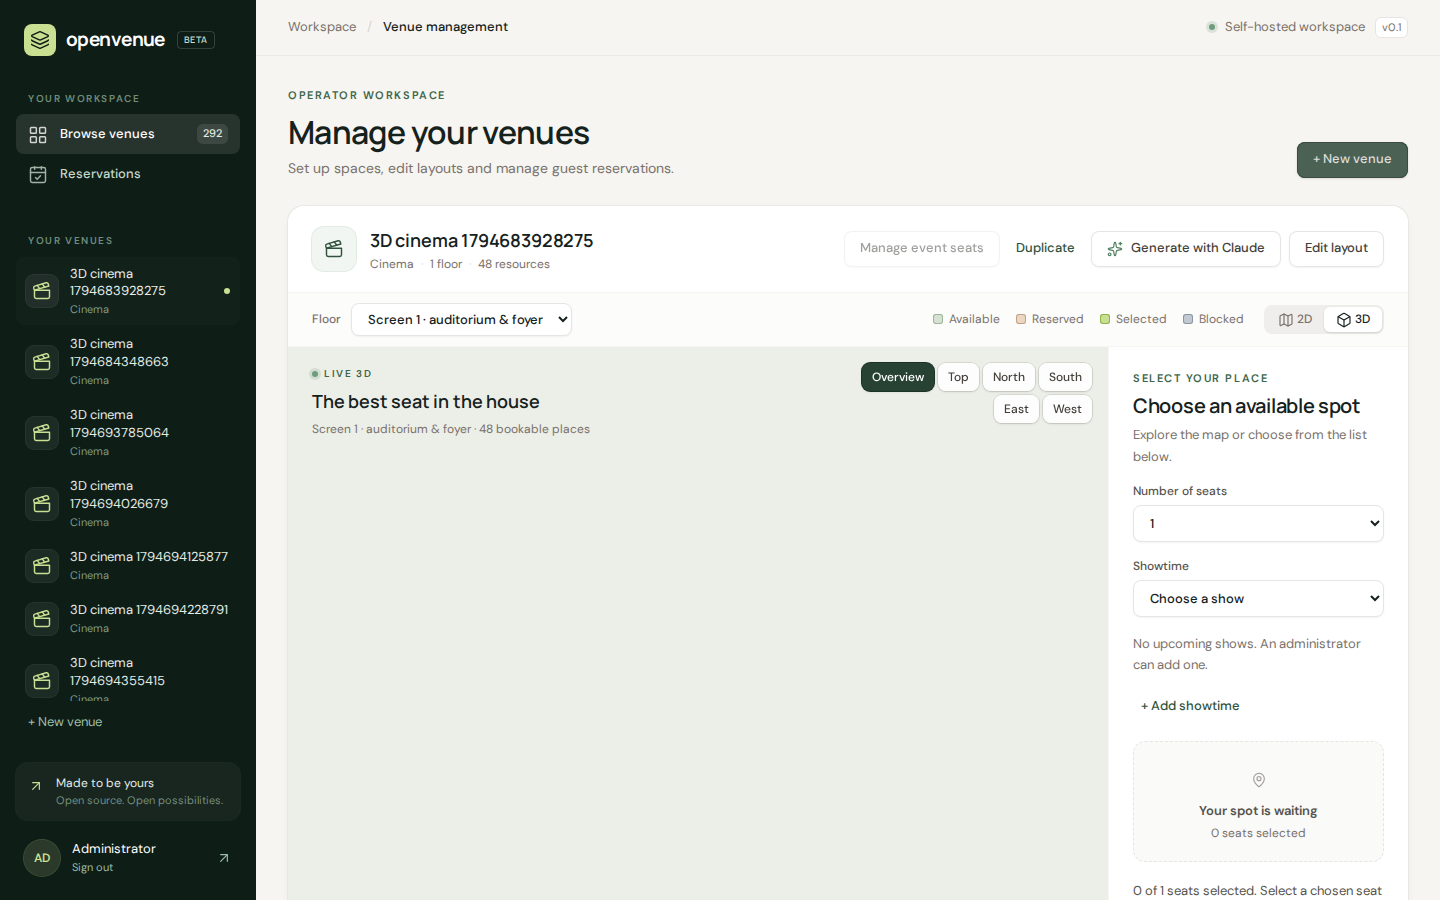 openvenue BETA
YOUR WORKSPACE
Browse venues 292
Reservations
YOUR VENUES
3D cinema
1794683928275
Cinema
3D cinema
1794684348663
Cinema
3D cinema
1794693785064
Cinema
3D cinema
1794694026679
Cinema
3D cinema 1794694125877
Cinema
3D cinema 1794694228791
Cinema
3D cinema
1794694355415
Cinema
+ New venue
Made to be yours
Open source. Open possibilities.
AD Administrator
Sign out
Workspace / Venue management
Self-hosted workspace v0.1
OPERATOR WORKSPACE
Manage your venues
Set up spaces, edit layouts and manage guest reservations.
+ New venue
3D cinema 1794683928275
Cinema · 1 floor · 48 resources
Manage event seats Duplicate Generate with Claude Edit layout
Floor Screen 1 · auditorium & foyer
Available Reserved Selected Blocked 2D 3D
LIVE 3D
The best seat in the house
Screen 1 · auditorium & foyer · 48 bookable places
Overview Top North South
East West
SELECT YOUR PLACE
Choose an available spot
Explore the map or choose from the list
below.
Number of seats
1
Showtime
Choose a show
No upcoming shows. An administrator
can add one.
+ Add showtime
Your spot is waiting
0 seats selected
0 of 1 seats selected. Select a chosen seat